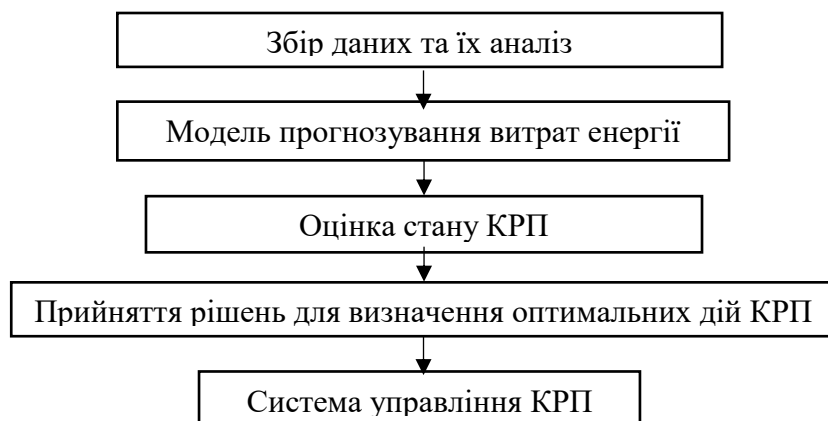 Збір даних та їх аналіз
Модель прогнозування витрат енергії
Оцінка стану КРП
Прийняття рішень для визначення оптимальних дій КРП
Система управління КРП